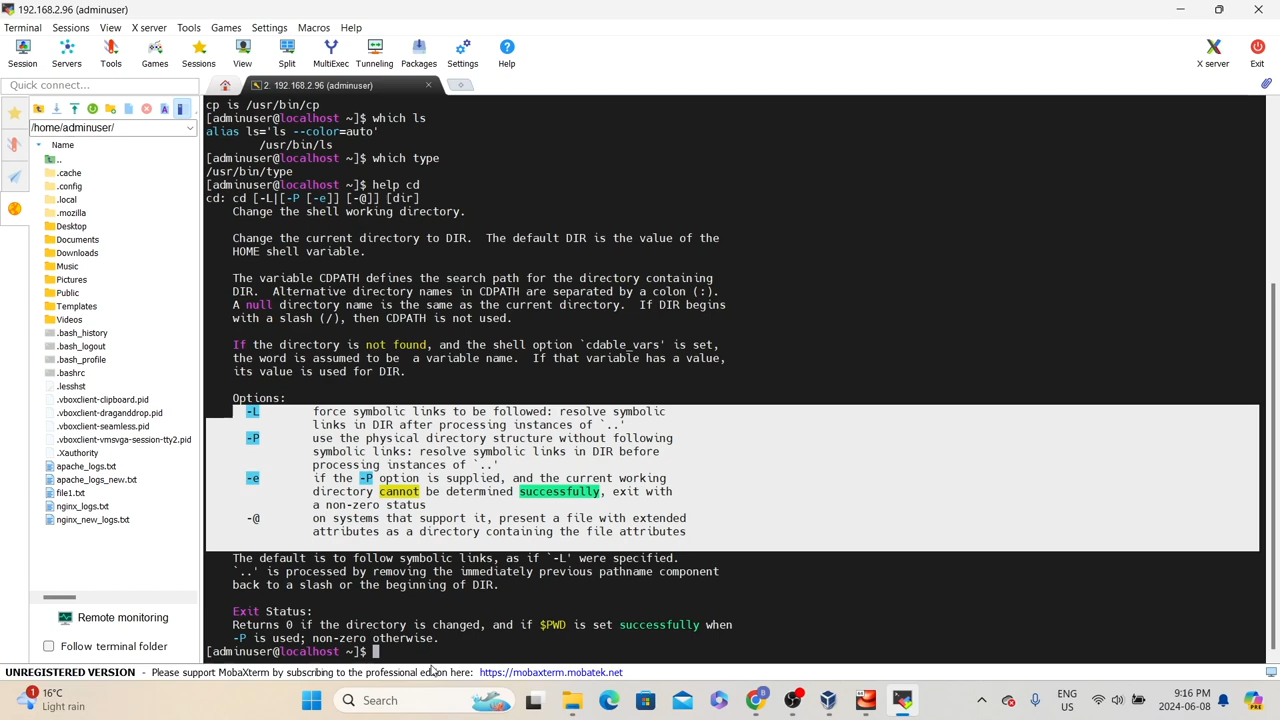 192.168.2.96 (adminuser)
Terminal Sessions View X server Tools Games Settings Macros Help
Session Servers Tools Games Sessions View Split MultiExec Tunneling Packages Settings Help X server Exit
Quick connect...
2. 192.168.2.96 (adminuser)
/home/adminuser/
Name
..
.cache
.config
.local
.mozilla
Desktop
Documents
Downloads
Music
Pictures
Public
Templates
Videos
.bash_history
.bash_logout
.bash_profile
.bashrc
.lesshst
.vboxclient-clipboard.pid
.vboxclient-draganddrop.pid
.vboxclient-seamless.pid
.vboxclient-vmsvga-session-tty2.pid
.Xauthority
apache_logs.txt
apache_logs_new.txt
file1.txt
nginx_logs.txt
nginx_new_logs.txt
Remote monitoring
Follow terminal folder
cp is /usr/bin/cp
[adminuser@localhost ~]$ which ls
alias ls='ls --color=auto'
/usr/bin/ls
[adminuser@localhost ~]$ which type
/usr/bin/type
[adminuser@localhost ~]$ help cd
cd: cd [-L|[-P [-e]] [-@]] [dir]
Change the shell working directory.
Change the current directory to DIR.  The default DIR is the value of the
HOME shell variable.
The variable CDPATH defines the search path for the directory containing
DIR.  Alternative directory names in CDPATH are separated by a colon (:).
A null directory name is the same as the current directory.  If DIR begins
with a slash (/), then CDPATH is not used.
If the directory is not found, and the shell option `cdable_vars' is set,
the word is assumed to be  a variable name.  If that variable has a value,
its value is used for DIR.
Options:
-L force symbolic links to be followed: resolve symbolic
links in DIR after processing instances of `..'
-P use the physical directory structure without following
symbolic links: resolve symbolic links in DIR before
processing instances of `..'
-e if the -P option is supplied, and the current working
directory cannot be determined successfully, exit with
a non-zero status
-@ on systems that support it, present a file with extended
attributes as a directory containing the file attributes
The default is to follow symbolic links, as if `-L' were specified.
`..' is processed by removing the immediately previous pathname component
back to a slash or the beginning of DIR.
Exit Status:
Returns 0 if the directory is changed, and if $PWD is set successfully when
-P is used; non-zero otherwise.
[adminuser@localhost ~]$
UNREGISTERED VERSION - Please support MobaXterm by subscribing to the professional edition here: https://mobaxterm.mobatek.net
1
16°C
Light rain
Search
ENG
US
9:16 PM
2024-06-08